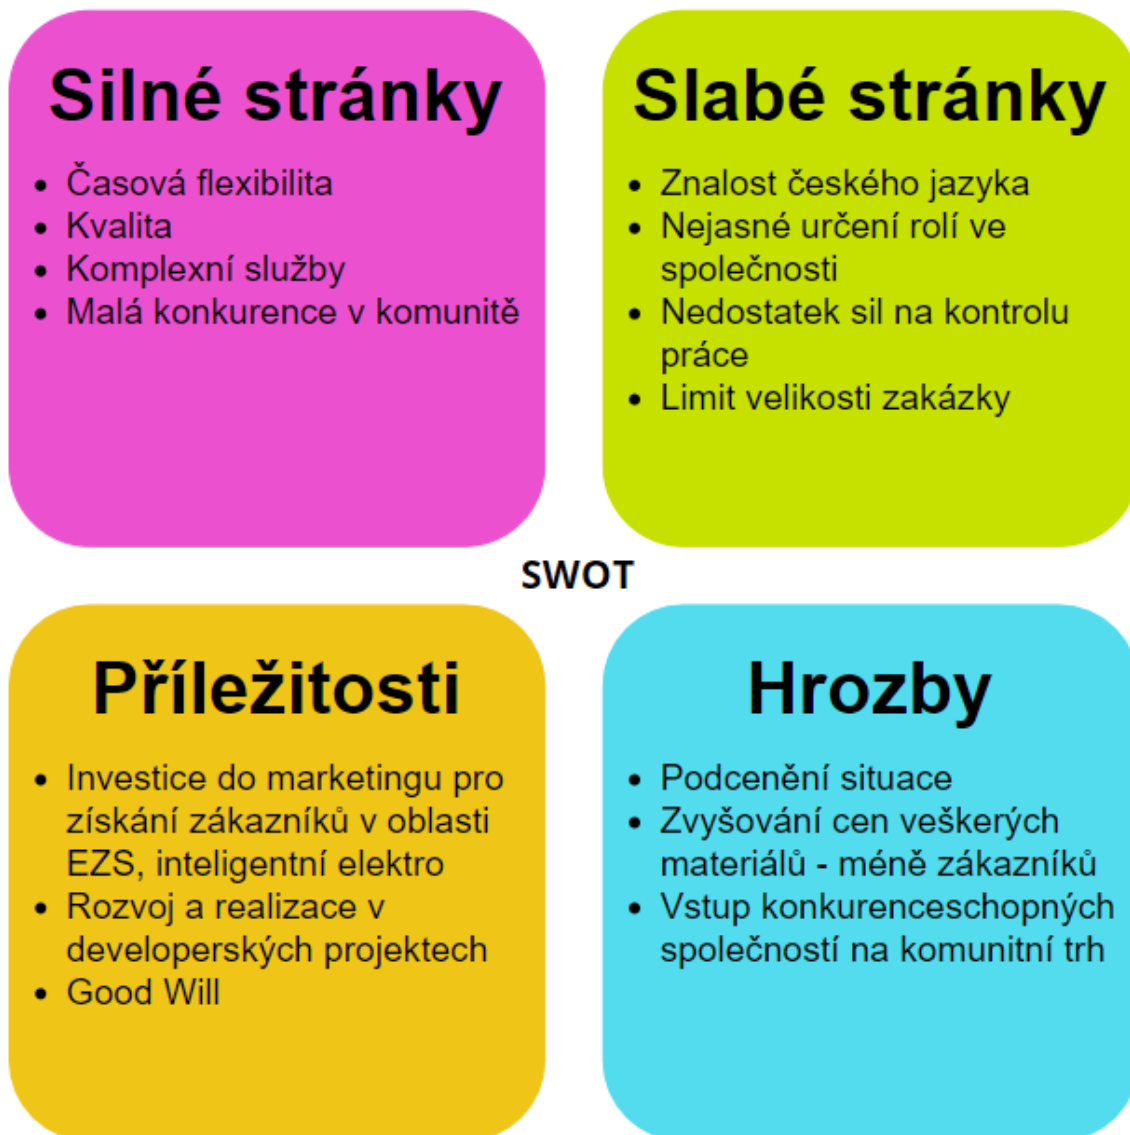 Silné stránky
• Časová flexibilita
• Kvalita
• Komplexní služby
• Malá konkurence v komunitě
Slabé stránky
• Znalost českého jazyka
• Nejasné určení rolí ve
společnosti
• Nedostatek sil na kontrolu
práce
• Limit velikosti zakázky
SWOT
Příležitosti
• Investice do marketingu pro
získání zákazníků v oblasti
EZS, inteligentní elektro
• Rozvoj a realizace v
developerských projektech
• Good Will
Hrozby
• Podcenění situace
• Zvyšování cen veškerých
materiálů - méně zákazníků
• Vstup konkurenceschopných
společností na komunitní trh